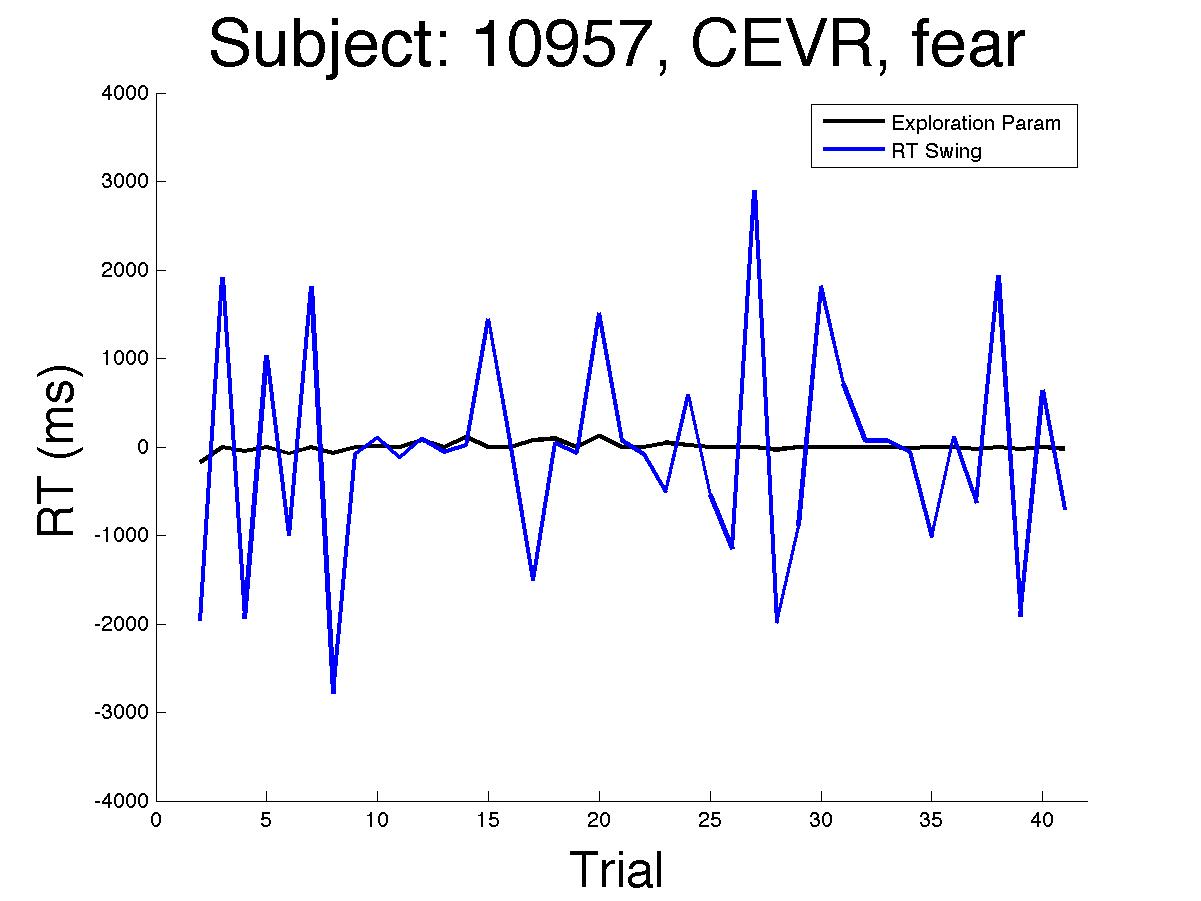 Subject: 10957, CEVR, fear
Exploration Param
RT Swing
4000
3000
2000
1000
0
-1000
-2000
-3000
-4000
RT (ms)
0 5 10 15 20 25 30 35 40
Trial